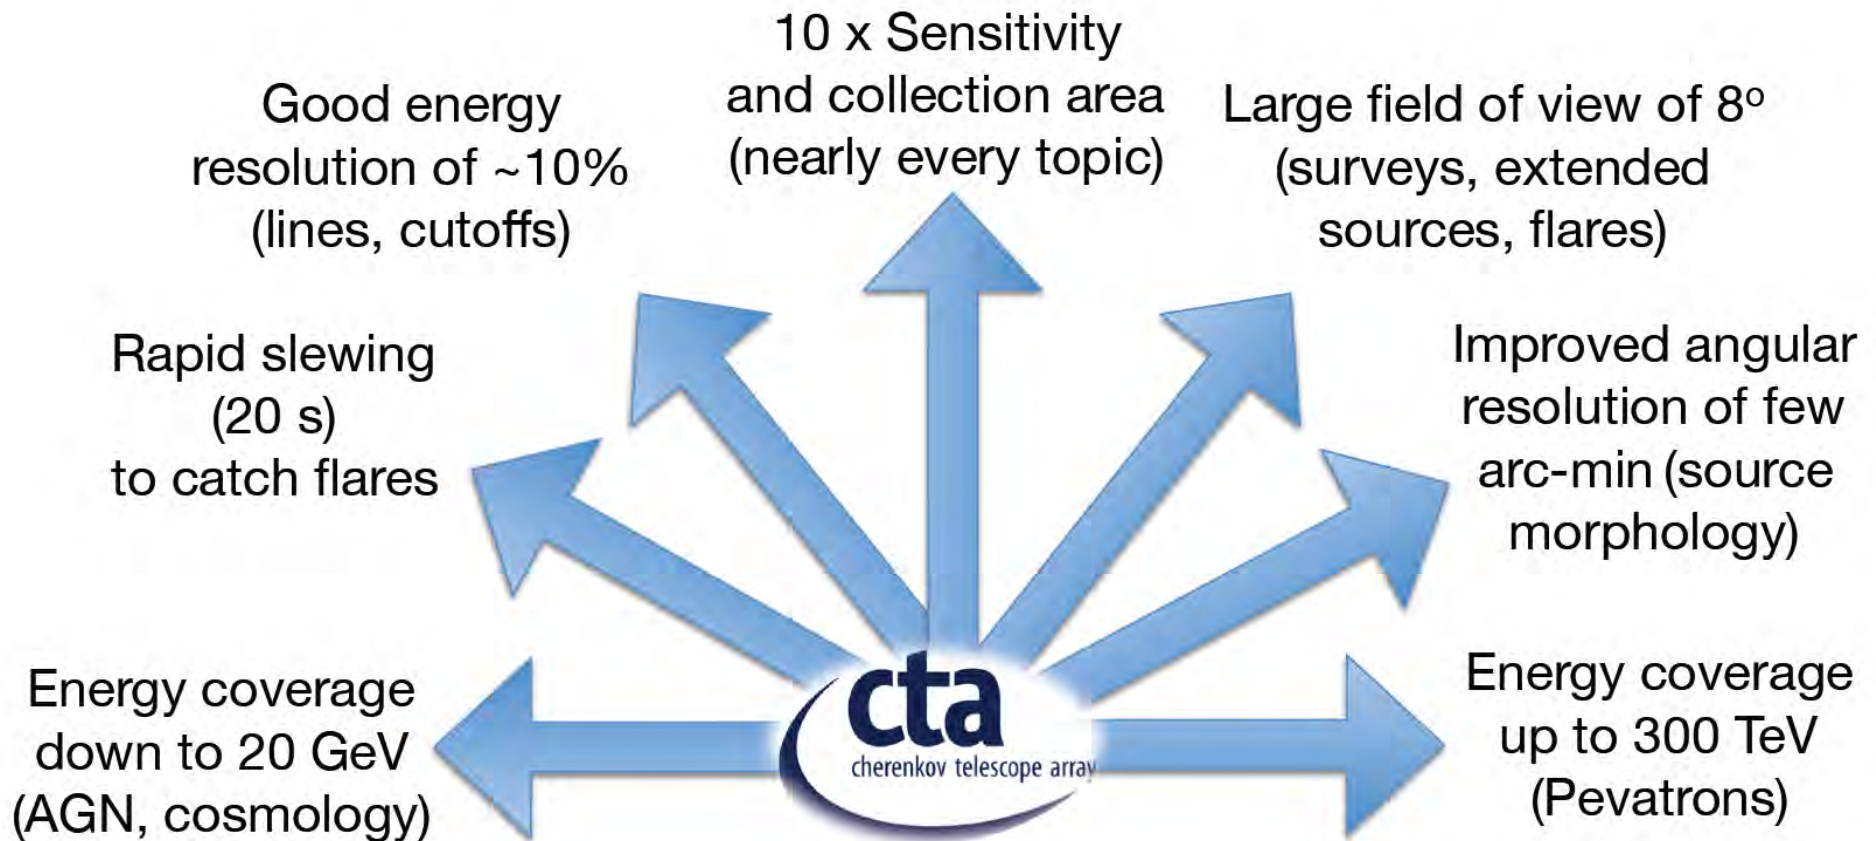 10 x Sensitivity
and collection area
(nearly every topic)
Good energy
resolution of ~10%
(lines, cutoffs)
Large field of view of 8º
(surveys, extended
sources, flares)
Rapid slewing
(20 s)
to catch flares
Improved angular
resolution of few
arc-min (source
morphology)
Energy coverage
down to 20 GeV
(AGN, cosmology)
Energy coverage
up to 300 TeV
(Pevatrons)
cta
cherenkov telescope array